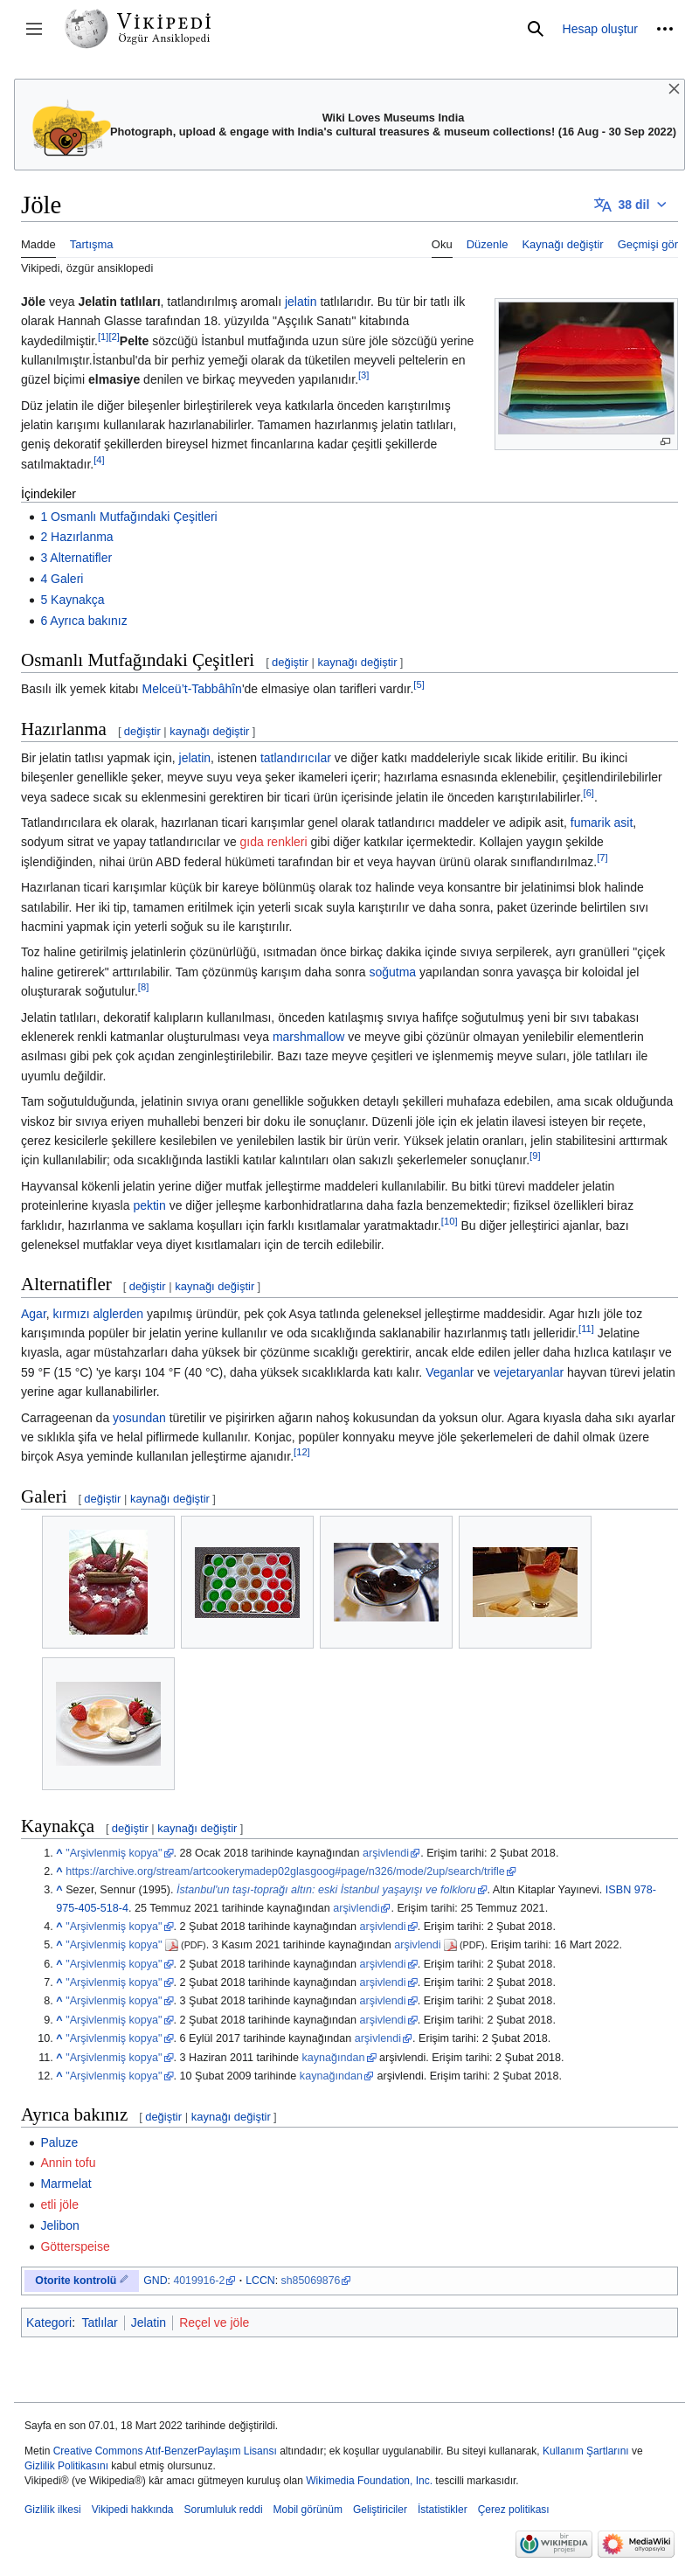 VİKİPEDİ
Özgür Ansiklopedi
Hesap oluştur
Wiki Loves Museums India
Photograph, upload & engage with India's cultural treasures & museum collections! (16 Aug - 30 Sep 2022)
Jöle
38 dil
Madde Tartışma Oku Düzenle Kaynağı değiştir Geçmişi gör
Vikipedi, özgür ansiklopedi
Jöle veya Jelatin tatlıları, tatlandırılmış aromalı jelatin tatlılarıdır. Bu tür bir tatlı ilk
olarak Hannah Glasse tarafından 18. yüzyılda "Aşçılık Sanatı" kitabında
kaydedilmiştir.[1][2]Pelte sözcüğü İstanbul mutfağında uzun süre jöle sözcüğü yerine
kullanılmıştır.İstanbul'da bir perhiz yemeği olarak da tüketilen meyveli peltelerin en
güzel biçimi elmasiye denilen ve birkaç meyveden yapılanıdır.[3]
Düz jelatin ile diğer bileşenler birleştirilerek veya katkılarla önceden karıştırılmış
jelatin karışımı kullanılarak hazırlanabilirler. Tamamen hazırlanmış jelatin tatlıları,
geniş dekoratif şekillerden bireysel hizmet fincanlarına kadar çeşitli şekillerde
satılmaktadır.[4]
İçindekiler
1 Osmanlı Mutfağındaki Çeşitleri
2 Hazırlanma
3 Alternatifler
4 Galeri
5 Kaynakça
6 Ayrıca bakınız
Osmanlı Mutfağındaki Çeşitleri [ değiştir | kaynağı değiştir ]
Basılı ilk yemek kitabı Melceü't-Tabbâhîn'de elmasiye olan tarifleri vardır.[5]
Hazırlanma [ değiştir | kaynağı değiştir ]
Bir jelatin tatlısı yapmak için, jelatin, istenen tatlandırıcılar ve diğer katkı maddeleriyle sıcak likide eritilir. Bu ikinci
bileşenler genellikle şeker, meyve suyu veya şeker ikameleri içerir; hazırlama esnasında eklenebilir, çeşitlendirilebilirler
veya sadece sıcak su eklenmesini gerektiren bir ticari ürün içerisinde jelatin ile önceden karıştırılabilirler.[6].
Tatlandırıcılara ek olarak, hazırlanan ticari karışımlar genel olarak tatlandırıcı maddeler ve adipik asit, fumarik asit,
sodyum sitrat ve yapay tatlandırıcılar ve gıda renkleri gibi diğer katkılar içermektedir. Kollajen yaygın şekilde
işlendiğinden, nihai ürün ABD federal hükümeti tarafından bir et veya hayvan ürünü olarak sınıflandırılmaz.[7]
Hazırlanan ticari karışımlar küçük bir kareye bölünmüş olarak toz halinde veya konsantre bir jelatinimsi blok halinde
satılabilir. Her iki tip, tamamen eritilmek için yeterli sıcak suyla karıştırılır ve daha sonra, paket üzerinde belirtilen sıvı
hacmini yapmak için yeterli soğuk su ile karıştırılır.
Toz haline getirilmiş jelatinlerin çözünürlüğü, ısıtmadan önce birkaç dakika içinde sıvıya serpilerek, ayrı granülleri "çiçek
haline getirerek" arttırılabilir. Tam çözünmüş karışım daha sonra soğutma yapılandan sonra yavaşça bir koloidal jel
oluşturarak soğutulur.[8]
Jelatin tatlıları, dekoratif kalıpların kullanılması, önceden katılaşmış sıvıya hafifçe soğutulmuş yeni bir sıvı tabakası
eklenerek renkli katmanlar oluşturulması veya marshmallow ve meyve gibi çözünür olmayan yenilebilir elementlerin
asılması gibi pek çok açıdan zenginleştirilebilir. Bazı taze meyve çeşitleri ve işlenmemiş meyve suları, jöle tatlıları ile
uyumlu değildir.
Tam soğutulduğunda, jelatinin sıvıya oranı genellikle soğukken detaylı şekilleri muhafaza edebilen, ama sıcak olduğunda
viskoz bir sıvıya eriyen muhallebi benzeri bir doku ile sonuçlanır. Düzenli jöle için ek jelatin ilavesi isteyen bir reçete,
çerez kesicilerle şekillere kesilebilen ve yenilebilen lastik bir ürün verir. Yüksek jelatin oranları, jelin stabilitesini arttırmak
için kullanılabilir; oda sıcaklığında lastikli katılar kalıntıları olan sakızlı şekerlemeler sonuçlanır.[9]
Hayvansal kökenli jelatin yerine diğer mutfak jelleştirme maddeleri kullanılabilir. Bu bitki türevi maddeler jelatin
proteinlerine kıyasla pektin ve diğer jelleşme karbonhidratlarına daha fazla benzemektedir; fiziksel özellikleri biraz
farklıdır, hazırlanma ve saklama koşulları için farklı kısıtlamalar yaratmaktadır.[10] Bu diğer jelleştirici ajanlar, bazı
geleneksel mutfaklar veya diyet kısıtlamaları için de tercih edilebilir.
Alternatifler [ değiştir | kaynağı değiştir ]
Agar, kırmızı alglerden yapılmış üründür, pek çok Asya tatlında geleneksel jelleştirme maddesidir. Agar hızlı jöle toz
karışımında popüler bir jelatin yerine kullanılır ve oda sıcaklığında saklanabilir hazırlanmış tatlı jelleridir.[11] Jelatine
kıyasla, agar müstahzarları daha yüksek bir çözünme sıcaklığı gerektirir, ancak elde edilen jeller daha hızlıca katılaşır ve
59 °F (15 °C) 'ye karşı 104 °F (40 °C), daha yüksek sıcaklıklarda katı kalır. Veganlar ve vejetaryanlar hayvan türevi jelatin
yerine agar kullanabilirler.
Carrageenan da yosundan türetilir ve pişirirken ağarın nahoş kokusundan da yoksun olur. Agara kıyasla daha sıkı ayarlar
ve sıklıkla şifa ve helal piflirmede kullanılır. Konjac, popüler konnyaku meyve jöle şekerlemeleri de dahil olmak üzere
birçok Asya yeminde kullanılan jelleştirme ajanıdır.[12]
Galeri [ değiştir | kaynağı değiştir ]
Kaynakça [ değiştir | kaynağı değiştir ]
1. ^ "Arşivlenmiş kopya". 28 Ocak 2018 tarihinde kaynağından arşivlendi. Erişim tarihi: 2 Şubat 2018.
2. ^ https://archive.org/stream/artcookerymadep02glasgoog#page/n326/mode/2up/search/trifle
3. ^ Sezer, Sennur (1995). İstanbul'un taşı-toprağı altın: eski İstanbul yaşayışı ve folkloru. Altın Kitaplar Yayınevi. ISBN 978-
975-405-518-4. 25 Temmuz 2021 tarihinde kaynağından arşivlendi. Erişim tarihi: 25 Temmuz 2021.
4. ^ "Arşivlenmiş kopya". 2 Şubat 2018 tarihinde kaynağından arşivlendi. Erişim tarihi: 2 Şubat 2018.
5. ^ "Arşivlenmiş kopya" (PDF). 3 Kasım 2021 tarihinde kaynağından arşivlendi (PDF). Erişim tarihi: 16 Mart 2022.
6. ^ "Arşivlenmiş kopya". 2 Şubat 2018 tarihinde kaynağından arşivlendi. Erişim tarihi: 2 Şubat 2018.
7. ^ "Arşivlenmiş kopya". 2 Şubat 2018 tarihinde kaynağından arşivlendi. Erişim tarihi: 2 Şubat 2018.
8. ^ "Arşivlenmiş kopya". 3 Şubat 2018 tarihinde kaynağından arşivlendi. Erişim tarihi: 2 Şubat 2018.
9. ^ "Arşivlenmiş kopya". 2 Şubat 2018 tarihinde kaynağından arşivlendi. Erişim tarihi: 2 Şubat 2018.
10. ^ "Arşivlenmiş kopya". 6 Eylül 2017 tarihinde kaynağından arşivlendi. Erişim tarihi: 2 Şubat 2018.
11. ^ "Arşivlenmiş kopya". 3 Haziran 2011 tarihinde kaynağından arşivlendi. Erişim tarihi: 2 Şubat 2018.
12. ^ "Arşivlenmiş kopya". 10 Şubat 2009 tarihinde kaynağından arşivlendi. Erişim tarihi: 2 Şubat 2018.
Ayrıca bakınız [ değiştir | kaynağı değiştir ]
Paluze
Annin tofu
Marmelat
etli jöle
Jelibon
Götterspeise
Otorite kontrolü GND: 4019916-2 · LCCN: sh85069876
Kategori: Tatlılar Jelatin Reçel ve jöle
Sayfa en son 07.01, 18 Mart 2022 tarihinde değiştirildi.
Metin Creative Commons Atıf-BenzerPaylaşım Lisansı altındadır; ek koşullar uygulanabilir. Bu siteyi kullanarak, Kullanım Şartlarını ve
Gizlilik Politikasını kabul etmiş olursunuz.
Vikipedi® (ve Wikipedia®) kâr amacı gütmeyen kuruluş olan Wikimedia Foundation, Inc. tescilli markasıdır.
Gizlilik ilkesi Vikipedi hakkında Sorumluluk reddi Mobil görünüm Geliştiriciler İstatistikler Çerez politikası
bir WIKIMEDIA projesi MediaWiki altyapısıyla